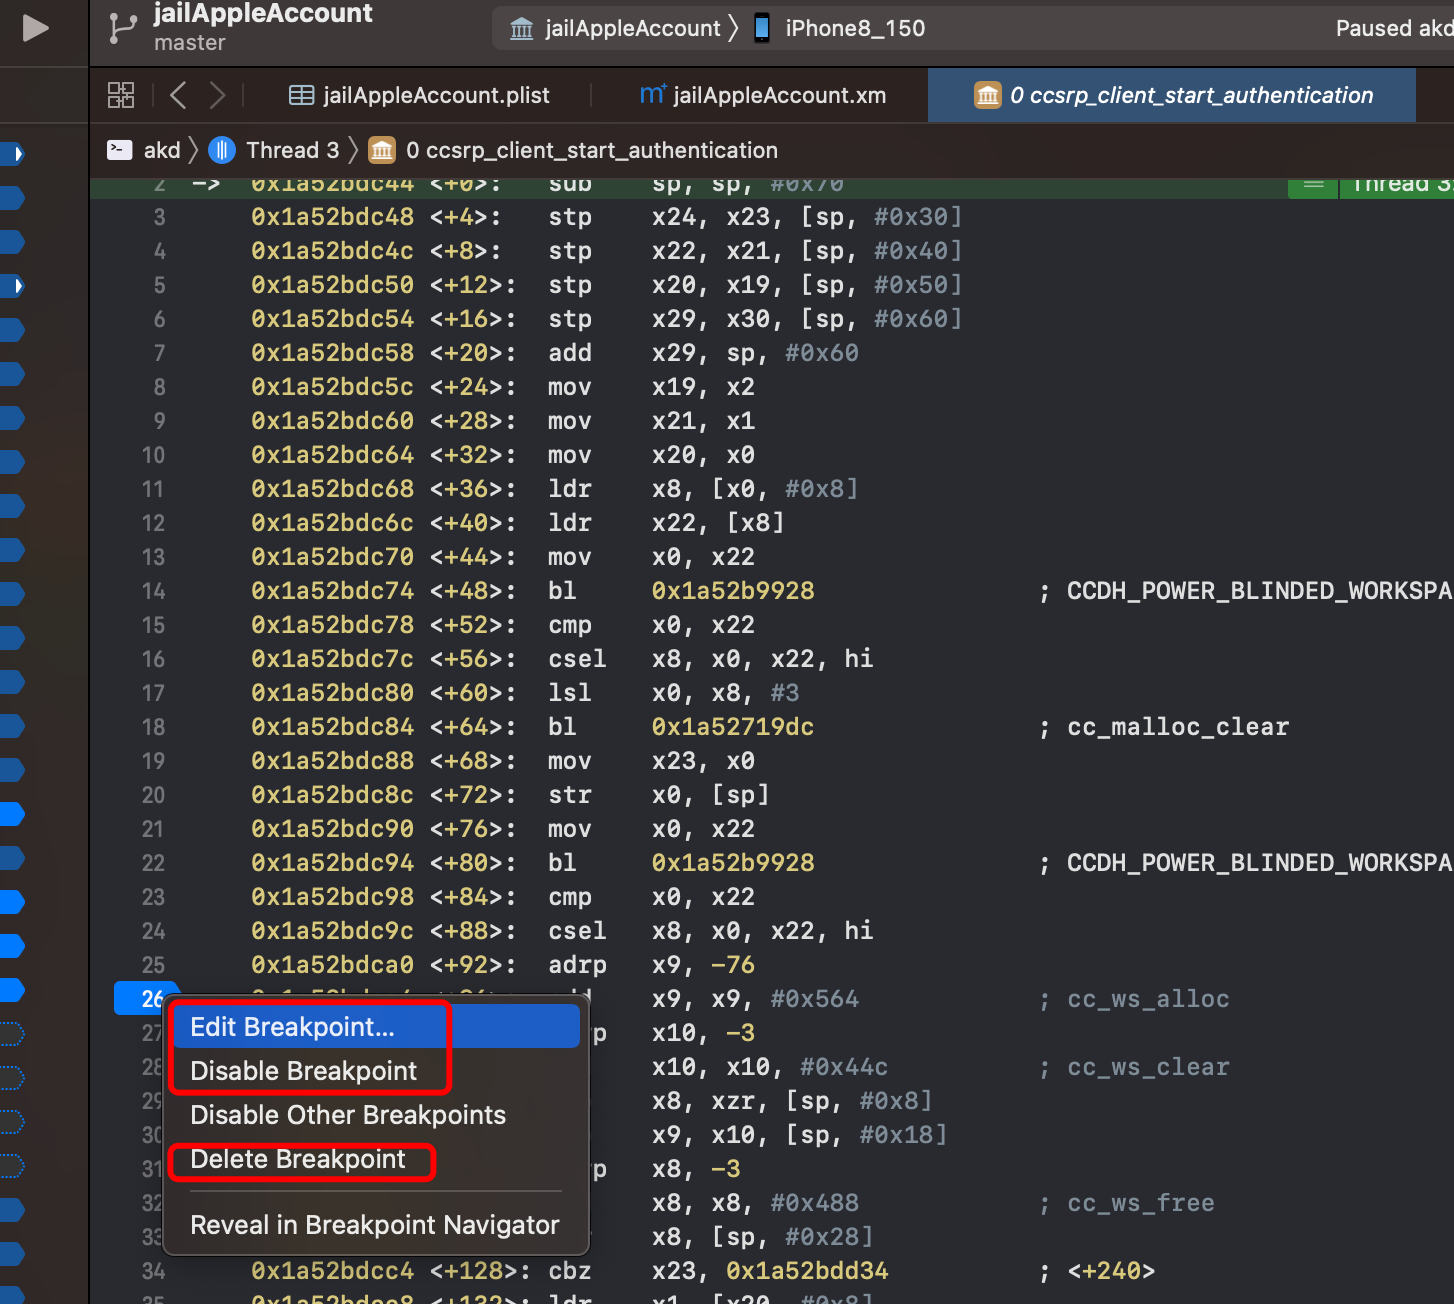 jailAppleAccount
master
jailAppleAccount
iPhone8_150
Paused akd
jailAppleAccount.plist
jailAppleAccount.xm
0 ccsrp_client_start_authentication
akd
Thread 3
0 ccsrp_client_start_authentication
2 -> 0x1a52bdc44 <+0>: sub sp, sp, #0x70 Thread 3:
3 0x1a52bdc48 <+4>: stp x24, x23, [sp, #0x30]
4 0x1a52bdc4c <+8>: stp x22, x21, [sp, #0x40]
5 0x1a52bdc50 <+12>: stp x20, x19, [sp, #0x50]
6 0x1a52bdc54 <+16>: stp x29, x30, [sp, #0x60]
7 0x1a52bdc58 <+20>: add x29, sp, #0x60
8 0x1a52bdc5c <+24>: mov x19, x2
9 0x1a52bdc60 <+28>: mov x21, x1
10 0x1a52bdc64 <+32>: mov x20, x0
11 0x1a52bdc68 <+36>: ldr x8, [x0, #0x8]
12 0x1a52bdc6c <+40>: ldr x22, [x8]
13 0x1a52bdc70 <+44>: mov x0, x22
14 0x1a52bdc74 <+48>: bl 0x1a52b9928 ; CCDH_POWER_BLINDED_WORKSPA
15 0x1a52bdc78 <+52>: cmp x0, x22
16 0x1a52bdc7c <+56>: csel x8, x0, x22, hi
17 0x1a52bdc80 <+60>: lsl x0, x8, #3
18 0x1a52bdc84 <+64>: bl 0x1a52719dc ; cc_malloc_clear
19 0x1a52bdc88 <+68>: mov x23, x0
20 0x1a52bdc8c <+72>: str x0, [sp]
21 0x1a52bdc90 <+76>: mov x0, x22
22 0x1a52bdc94 <+80>: bl 0x1a52b9928 ; CCDH_POWER_BLINDED_WORKSPA
23 0x1a52bdc98 <+84>: cmp x0, x22
24 0x1a52bdc9c <+88>: csel x8, x0, x22, hi
25 0x1a52bdca0 <+92>: adrp x9, -76
26 x9, x9, #0x564 ; cc_ws_alloc
27 p x10, -3
28 x10, x10, #0x44c ; cc_ws_clear
29 x8, xzr, [sp, #0x8]
30 x9, x10, [sp, #0x18]
31 p x8, -3
32 x8, x8, #0x488 ; cc_ws_free
33 x8, [sp, #0x28]
34 0x1a52bdcc4 <+128>: cbz x23, 0x1a52bdd34 ; <+240>
35 0x1a52bdcc8 <+132>: ldr x1, [x20, #0x8]
Edit Breakpoint...
Disable Breakpoint
Disable Other Breakpoints
Delete Breakpoint
Reveal in Breakpoint Navigator